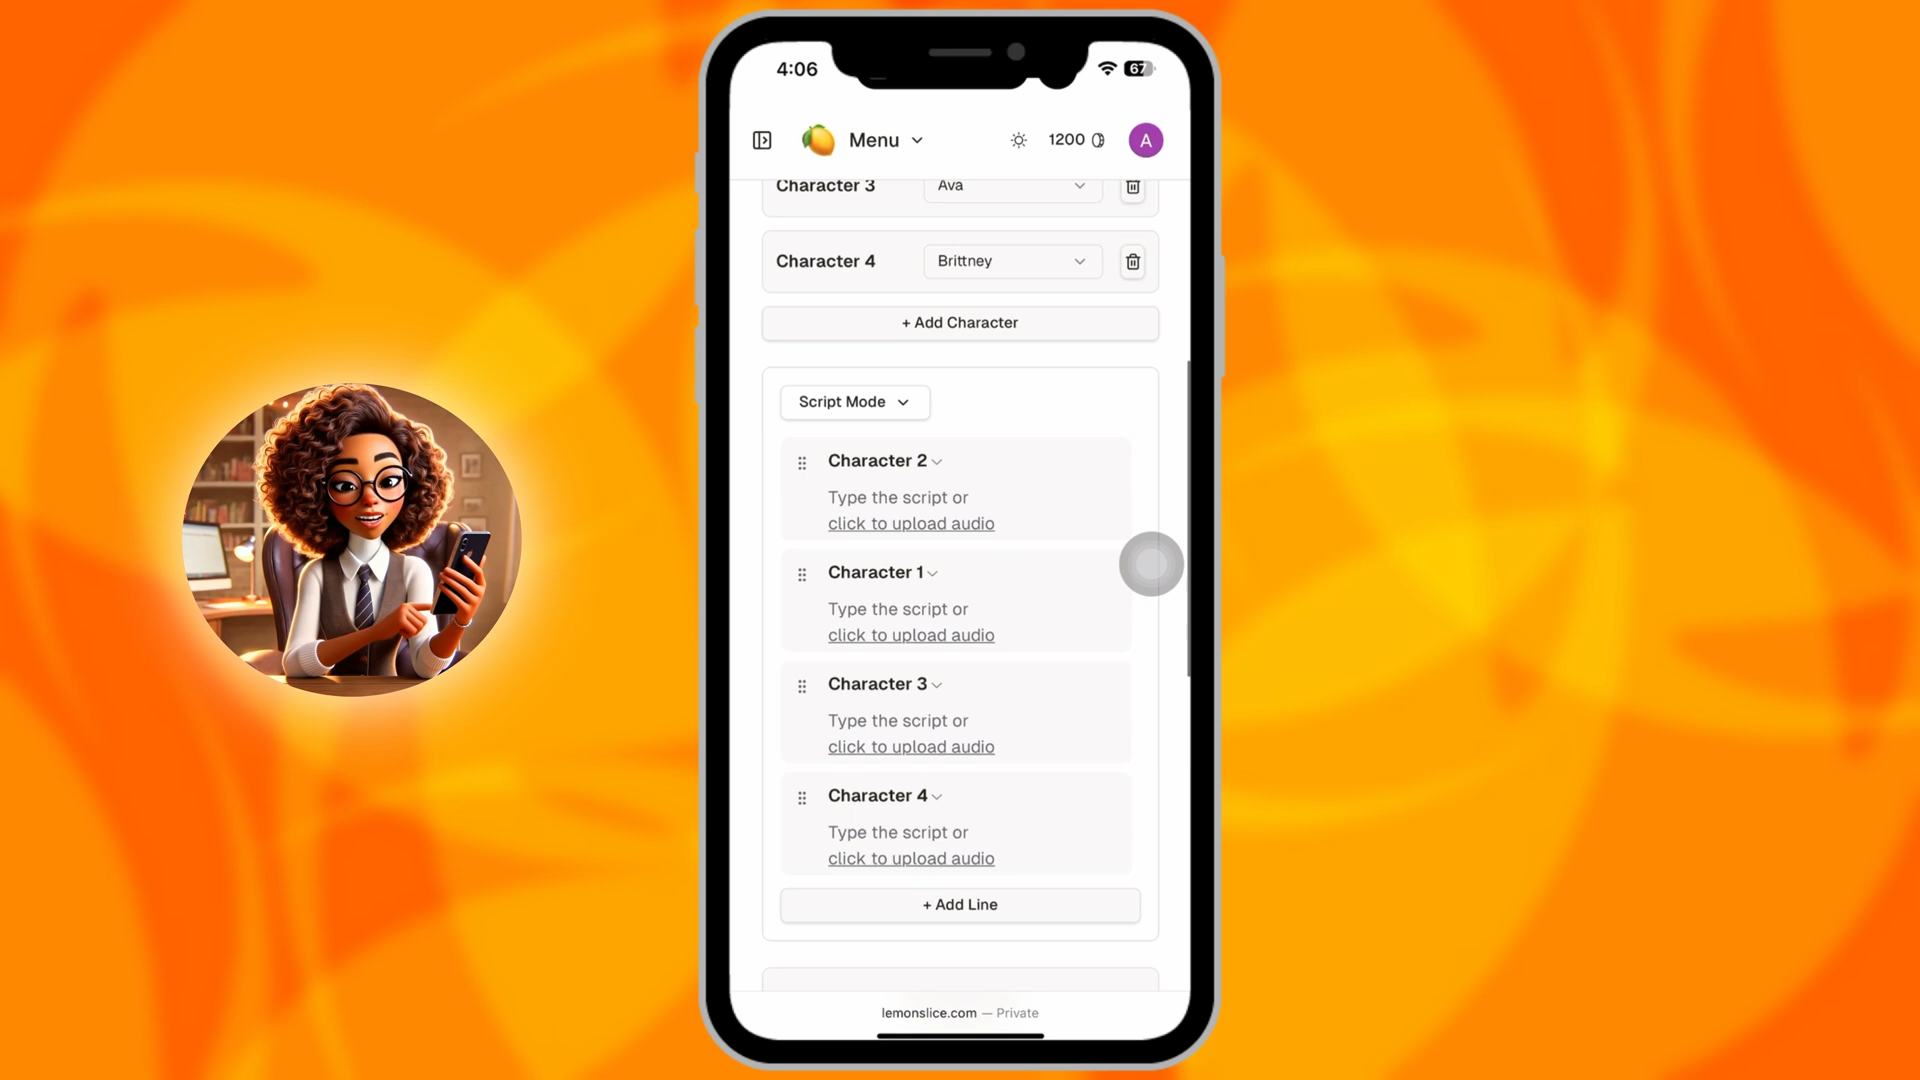 4:06
67
Menu
1200
A
Character 3
Ava
Character 4
Brittney
+ Add Character
Script Mode
Character 2
Type the script or
click to upload audio
Character 1
Type the script or
click to upload audio
Character 3
Type the script or
click to upload audio
Character 4
Type the script or
click to upload audio
+ Add Line
lemonslice.com — Private